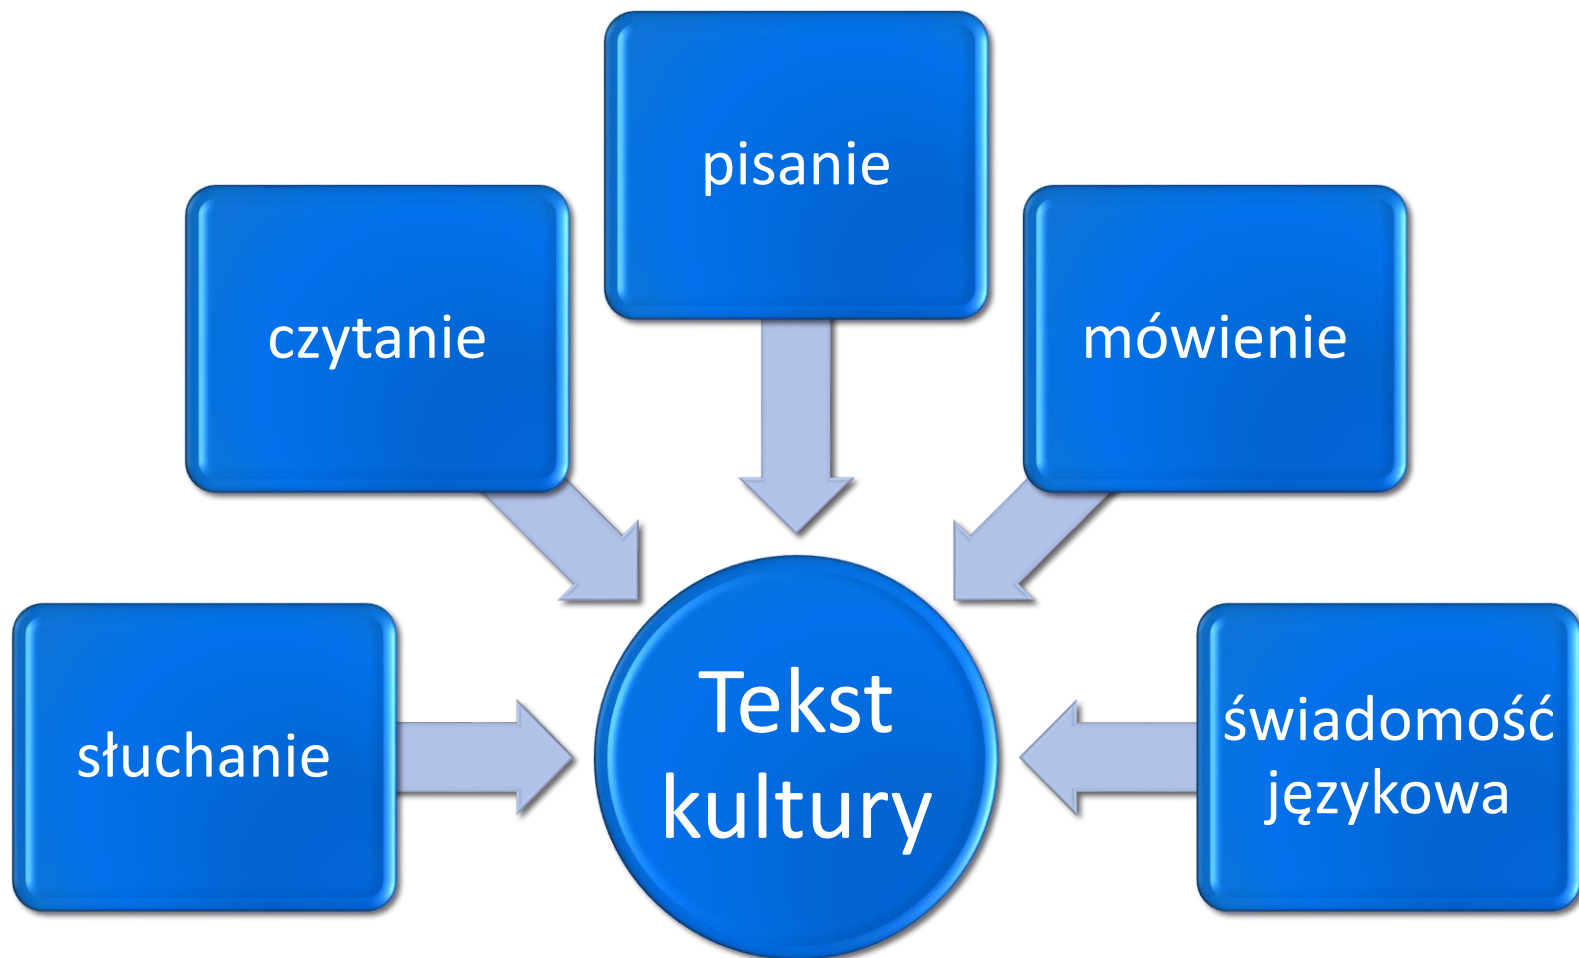 pisanie
czytanie
mówienie
słuchanie
Tekst
kultury
świadomość
językowa